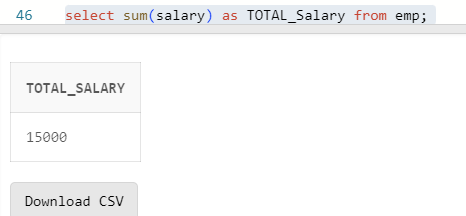 46 select sum(salary) as TOTAL_Salary from emp;
TOTAL_SALARY
15000
Download CSV